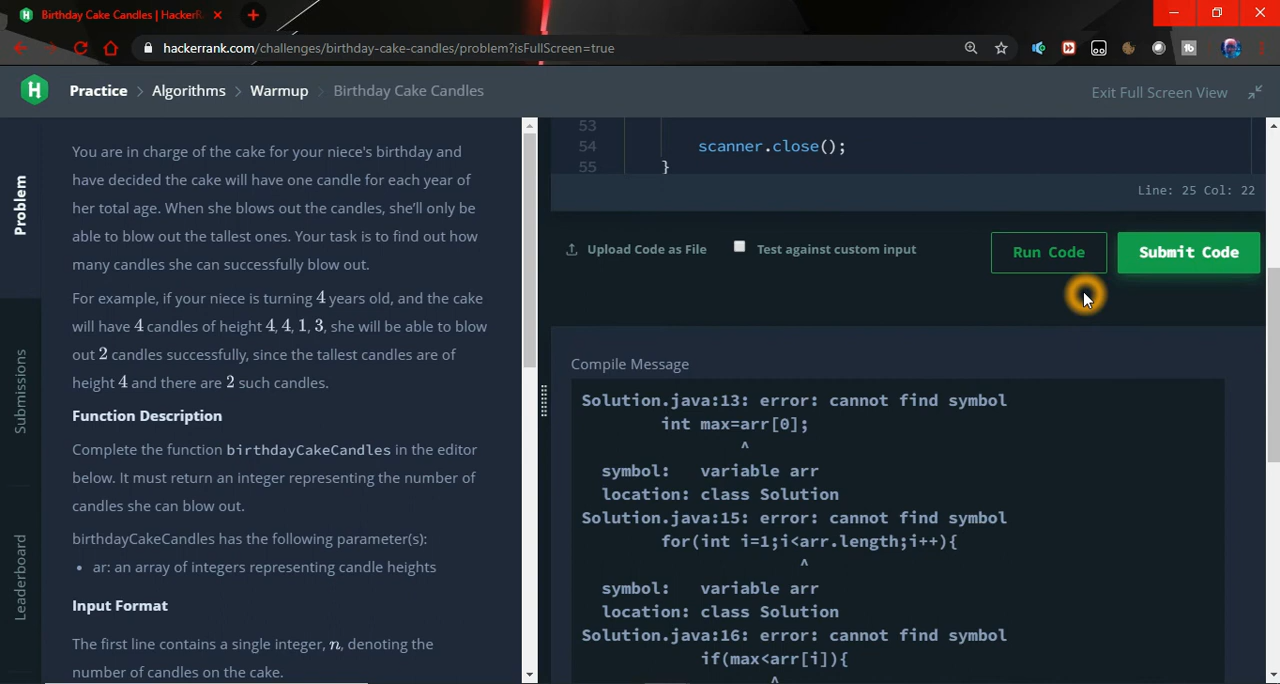 Birthday Cake Candles | HackerR
hackerrank.com/challenges/birthday-cake-candles/problem?isFullScreen=true
Practice > Algorithms > Warmup > Birthday Cake Candles
Exit Full Screen View
Problem
Submissions
Leaderboard
You are in charge of the cake for your niece's birthday and
have decided the cake will have one candle for each year of
her total age. When she blows out the candles, she'll only be
able to blow out the tallest ones. Your task is to find out how
many candles she can successfully blow out.
For example, if your niece is turning 4 years old, and the cake
will have 4 candles of height 4, 4, 1, 3, she will be able to blow
out 2 candles successfully, since the tallest candles are of
height 4 and there are 2 such candles.
Function Description
Complete the function birthdayCakeCandles in the editor
below. It must return an integer representing the number of
candles she can blow out.
birthdayCakeCandles has the following parameter(s):
• ar: an array of integers representing candle heights
Input Format
The first line contains a single integer, n, denoting the
number of candles on the cake.
53
54 scanner.close();
55 }
Line: 25 Col: 22
Upload Code as File
Test against custom input
Run Code
Submit Code
Compile Message
Solution.java:13: error: cannot find symbol
int max=arr[0];
^
symbol: variable arr
location: class Solution
Solution.java:15: error: cannot find symbol
for(int i=1;i<arr.length;i++){
^
symbol: variable arr
location: class Solution
Solution.java:16: error: cannot find symbol
if(max<arr[i]){
^